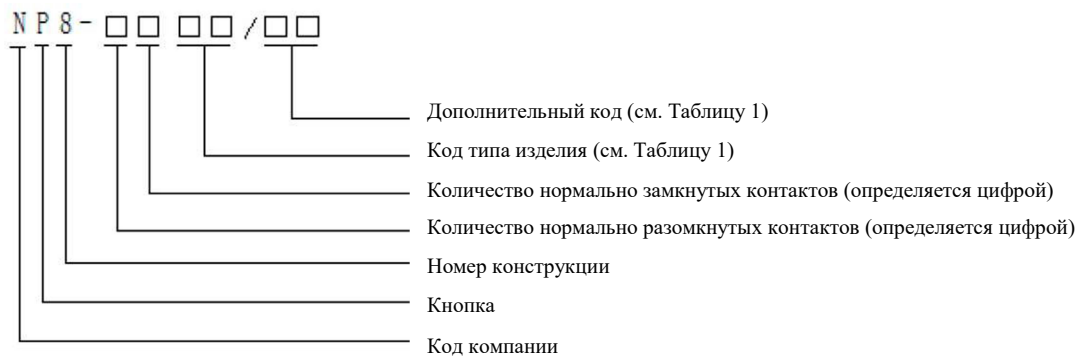 NP8-□□ □□/□□
Дополнительный код (см. Таблицу 1)
Код типа изделия (см. Таблицу 1)
Количество нормально замкнутых контактов (определяется цифрой)
Количество нормально разомкнутых контактов (определяется цифрой)
Номер конструкции
Кнопка
Код компании